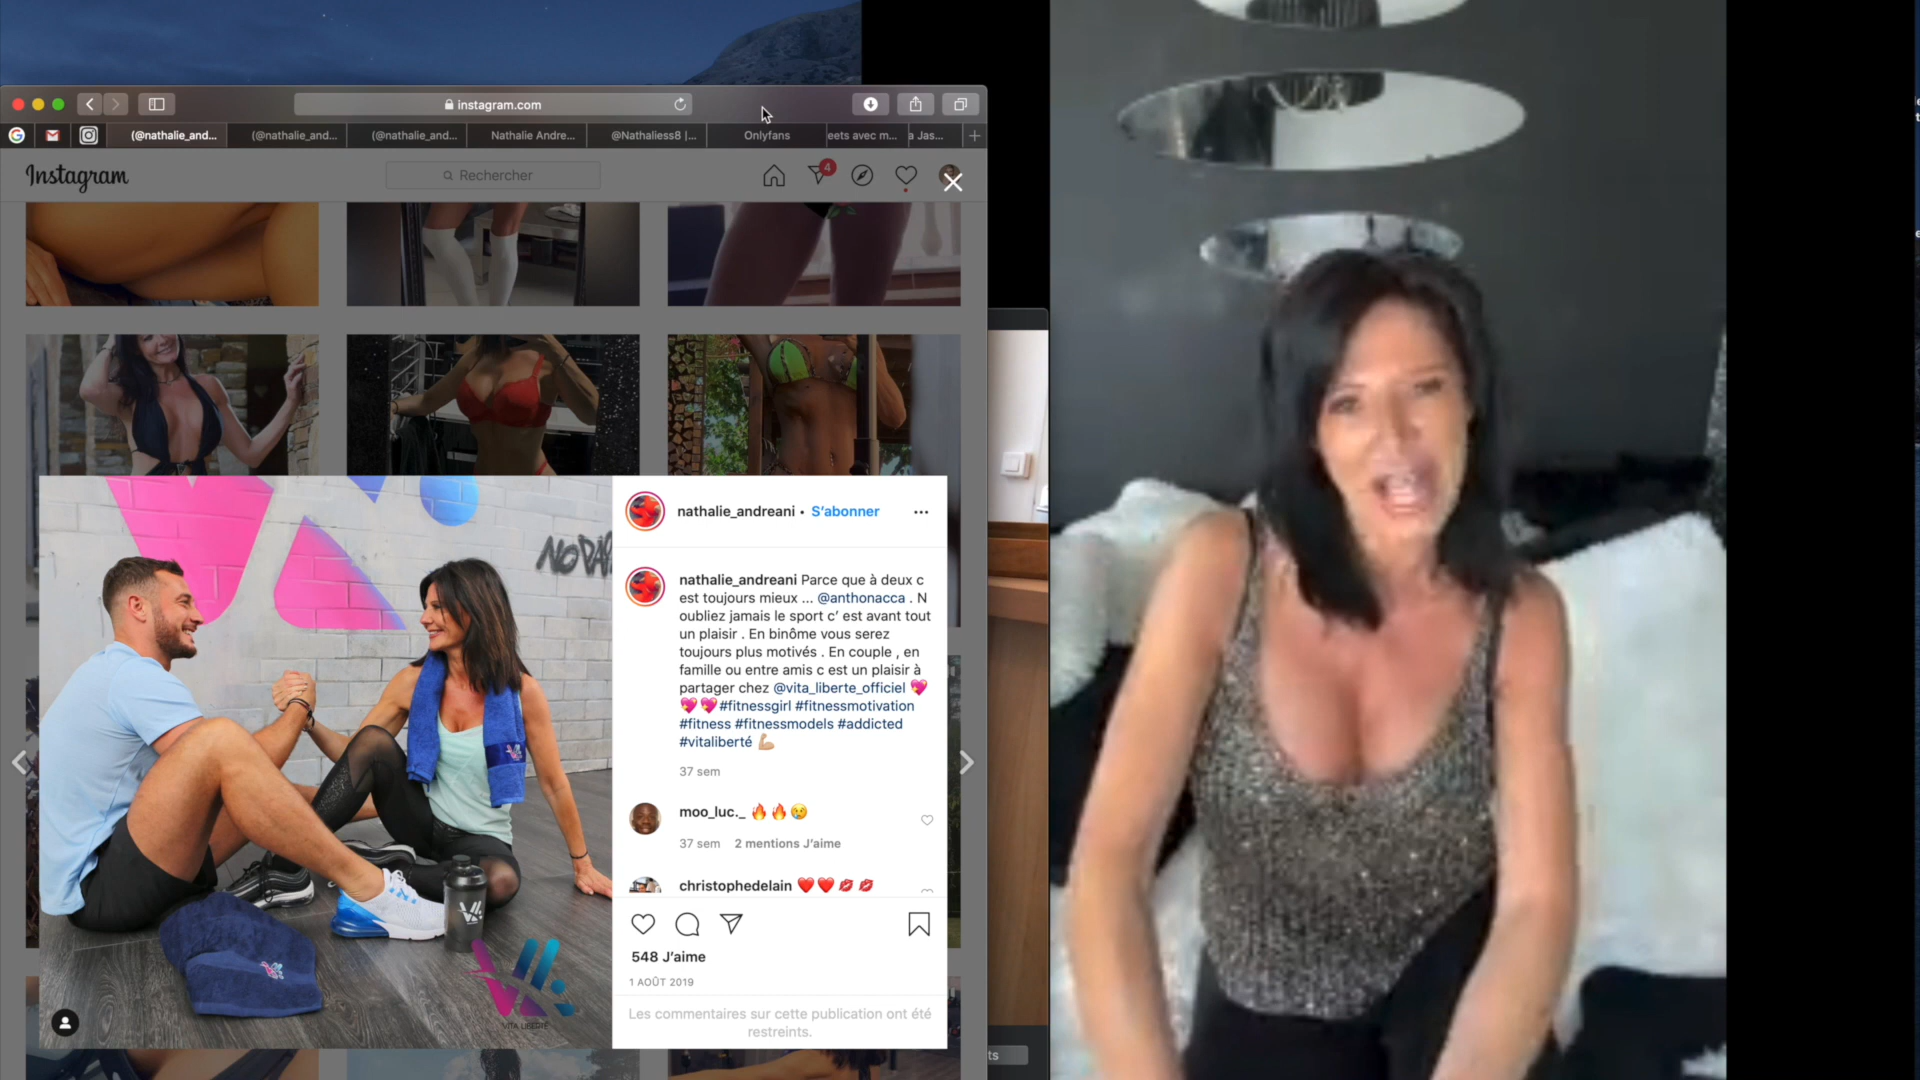 instagram.com
(@nathalie_and...
(@nathalie_and...
(@nathalie_and...
Nathalie Andre...
@Nathaliess8 |...
Onlyfans
eets avec m...
a Jas...
Instagram
Rechercher
4
nathalie_andreani • S'abonner
nathalie_andreani Parce que à deux c
est toujours mieux ... @anthonacca . N
oubliez jamais le sport c' est avant tout
un plaisir . En binôme vous serez
toujours plus motivés . En couple , en
famille ou entre amis c est un plaisir à
partager chez @vita_liberte_officiel 💖
💖 💖 #fitnessgirl #fitnessmotivation
#fitness #fitnessmodels #addicted
#vitaliberté 💪🏼
37 sem
moo_luc._ 🔥🔥😢
37 sem 2 mentions J'aime
christophedelain ❤️❤️💋💋
548 J'aime
1 AOÛT 2019
Les commentaires sur cette publication ont été
restreints.
VITA LIBERTÉ
ts